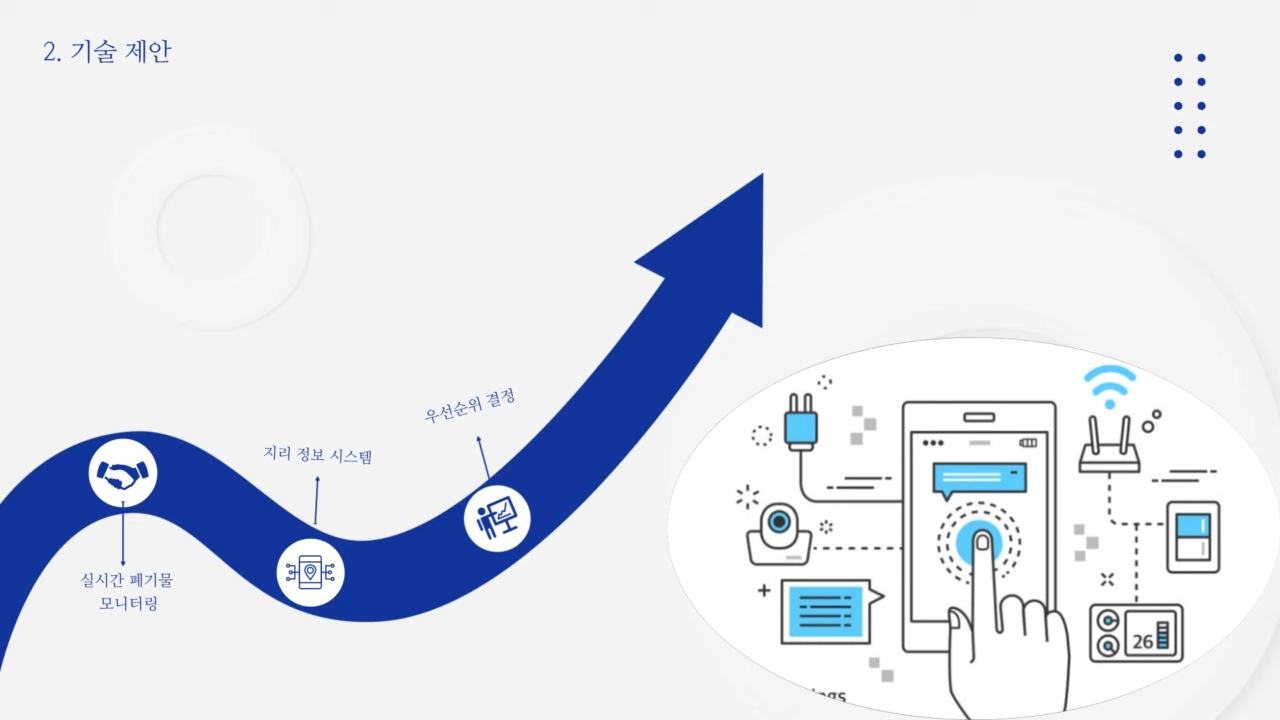 2. 기술 제안
우선순위 결정
지리 정보 시스템
실시간 폐기물
모니터링
26